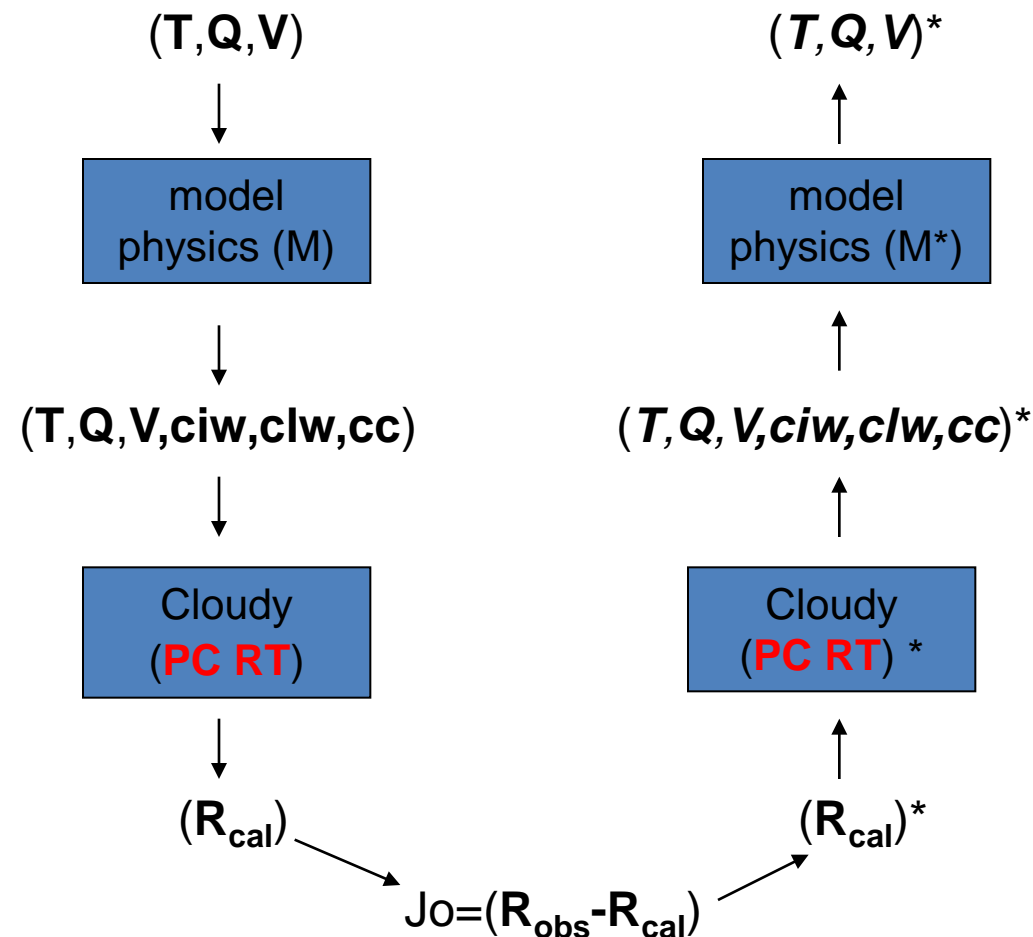 (T,Q,V)
model
physics (M)
(T,Q,V,ciw,clw,cc)
Cloudy
(PC RT)
(Rcal)
Jo=(Robs-Rcal)
(Rcal)*
Cloudy
(PC RT) *
(T,Q,V,ciw,clw,cc)*
model
physics (M*)
(T,Q,V)*